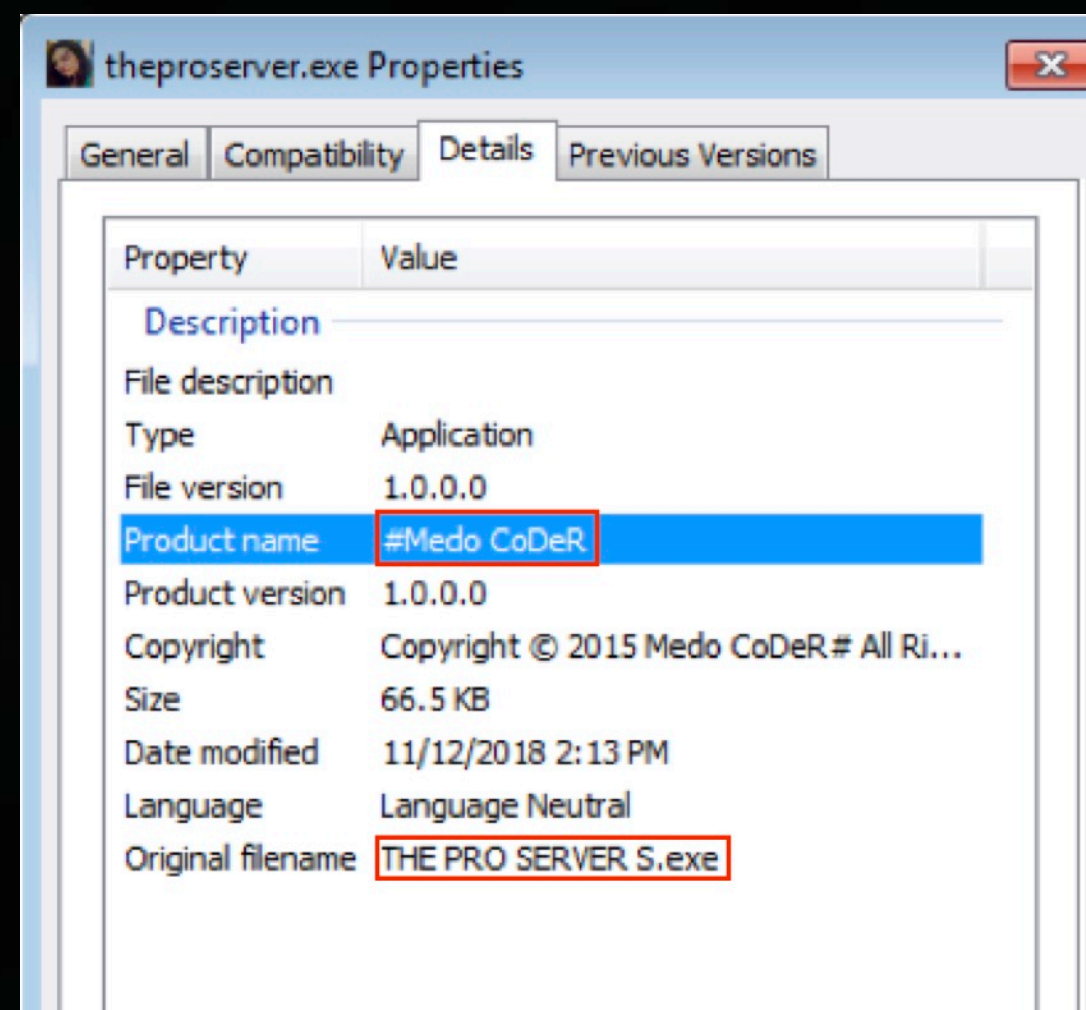 theproserver.exe Properties
General Compatibility Details Previous Versions
Property Value
Description
File description
Type Application
File version 1.0.0.0
Product name #Medo CoDeR
Product version 1.0.0.0
Copyright Copyright © 2015 Medo CoDeR# All Ri...
Size 66.5 KB
Date modified 11/12/2018 2:13 PM
Language Language Neutral
Original filename THE PRO SERVER S.exe